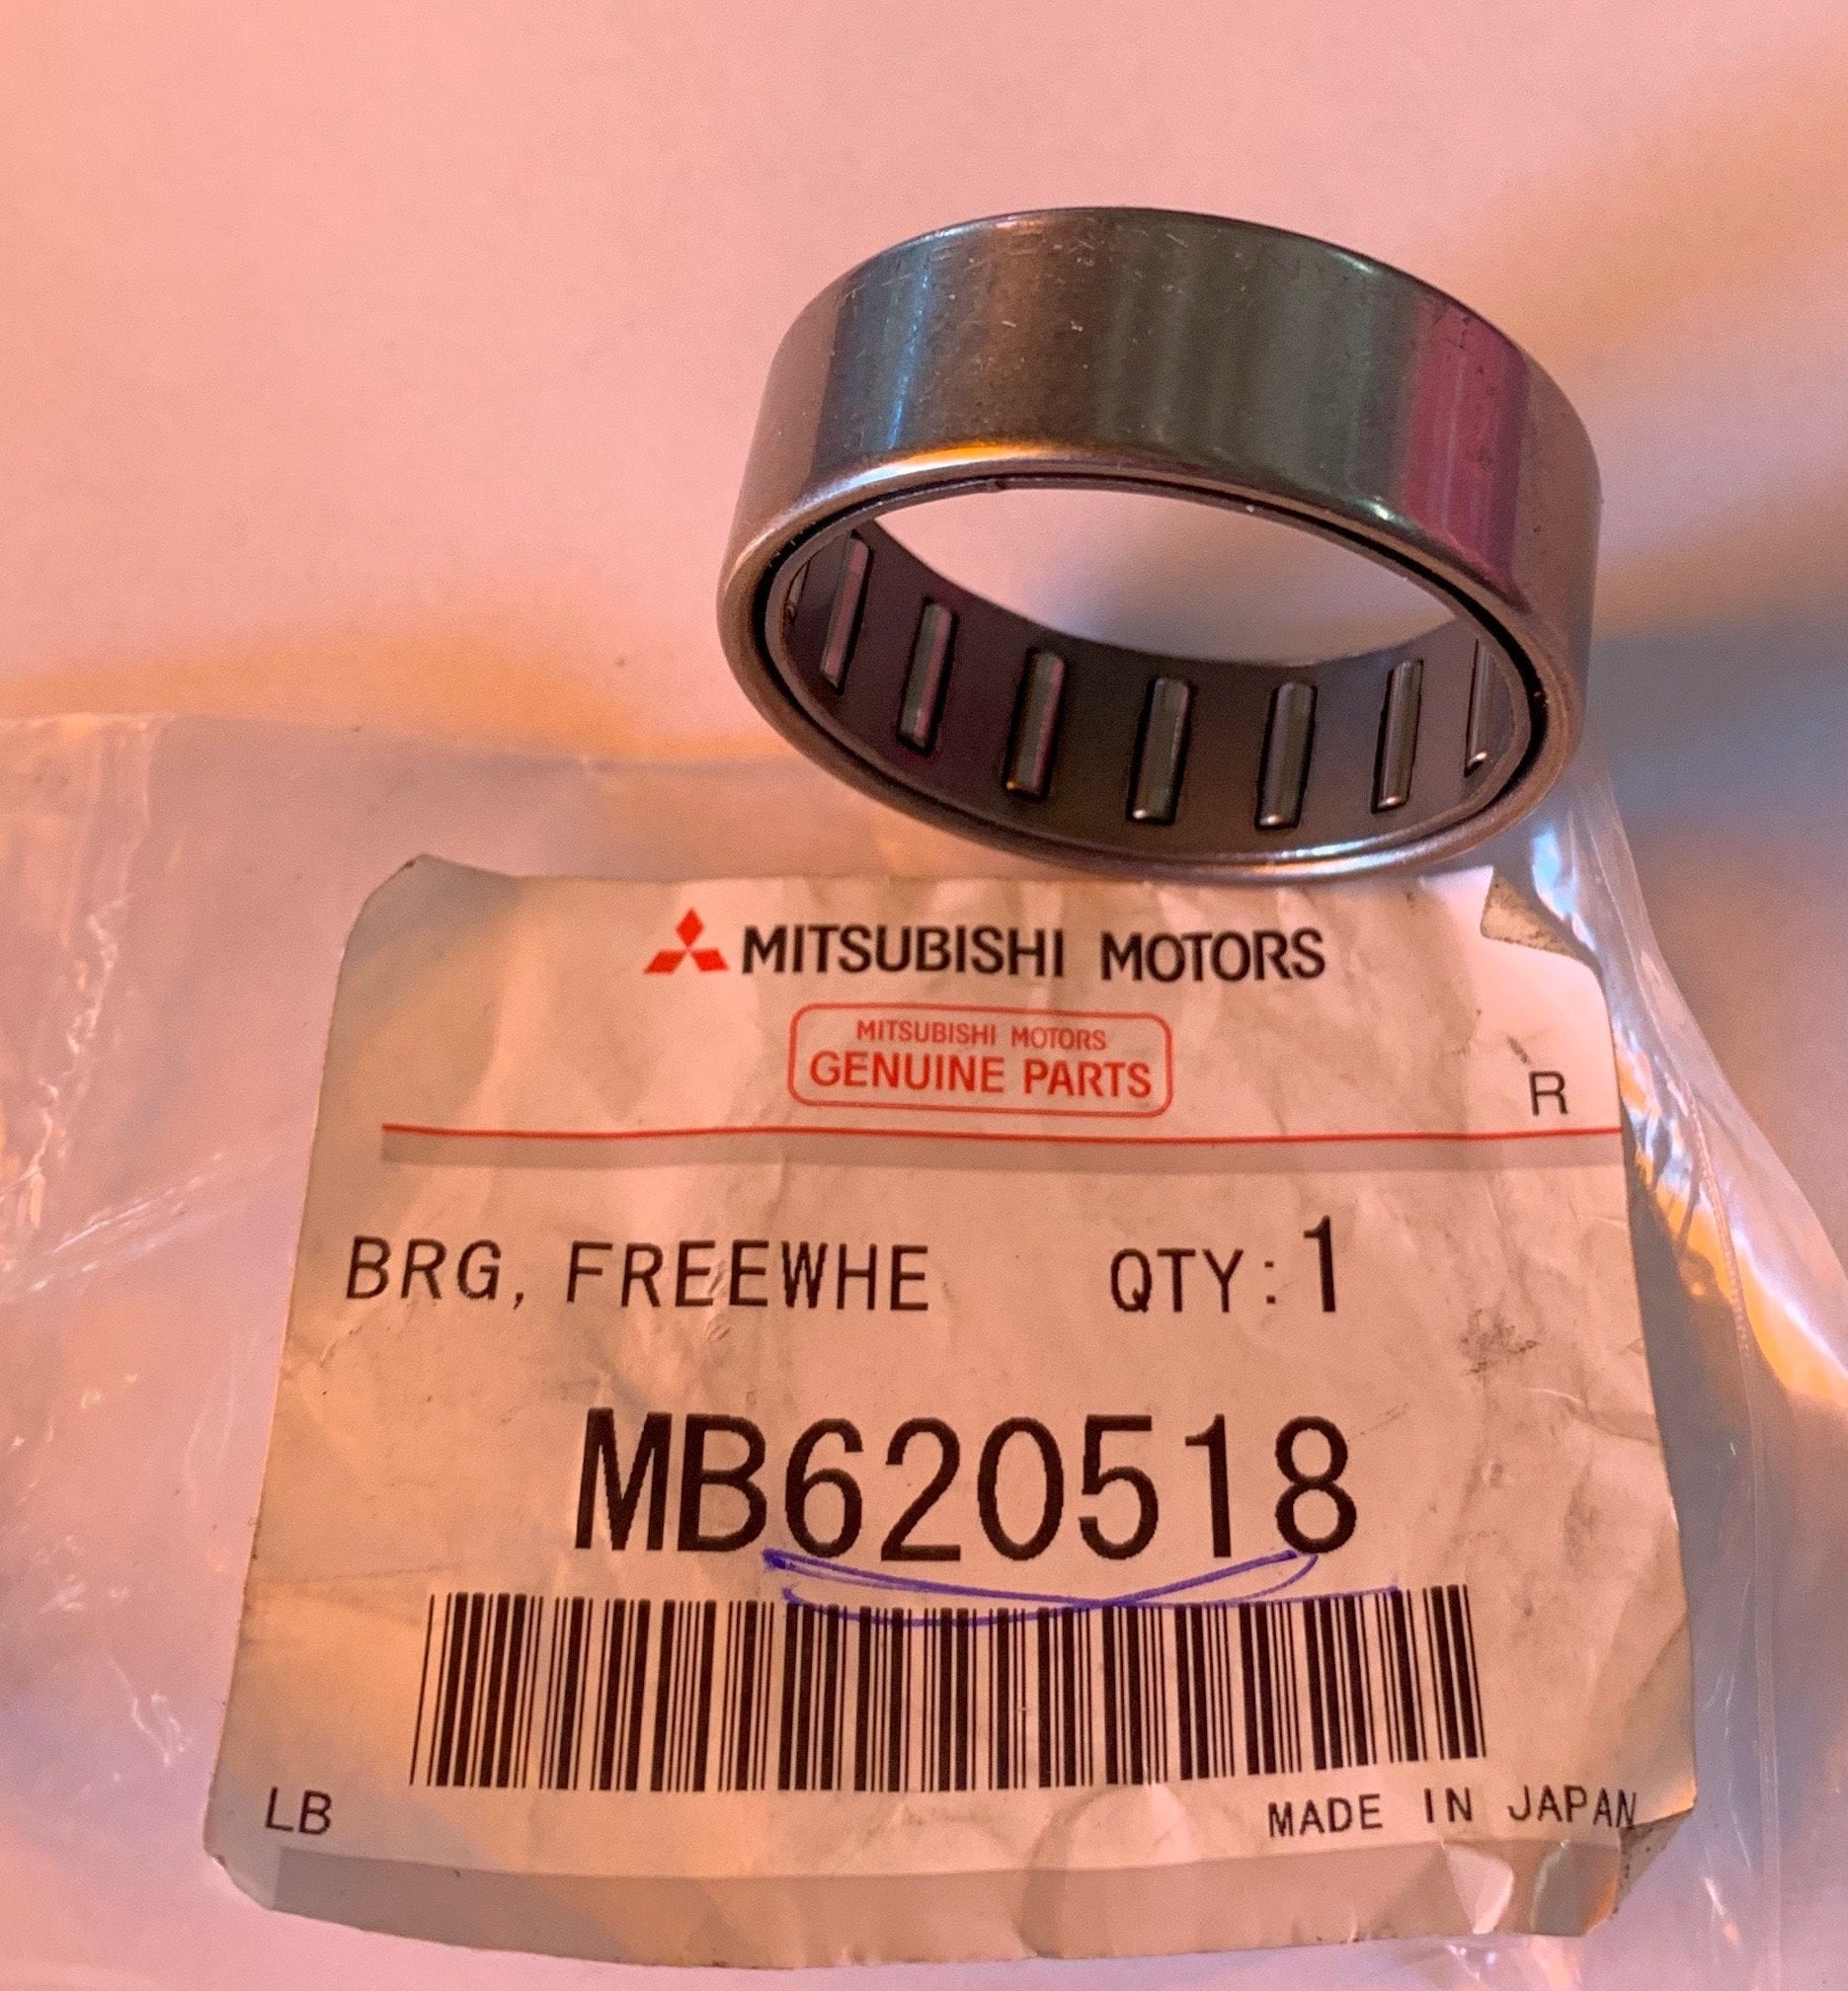 MITSUBISHI MOTORS
MITSUBISHI MOTORS
GENUINE PARTS
R
BRG, FREEWHE QTY:1
MB620518
LB MADE IN JAPAN